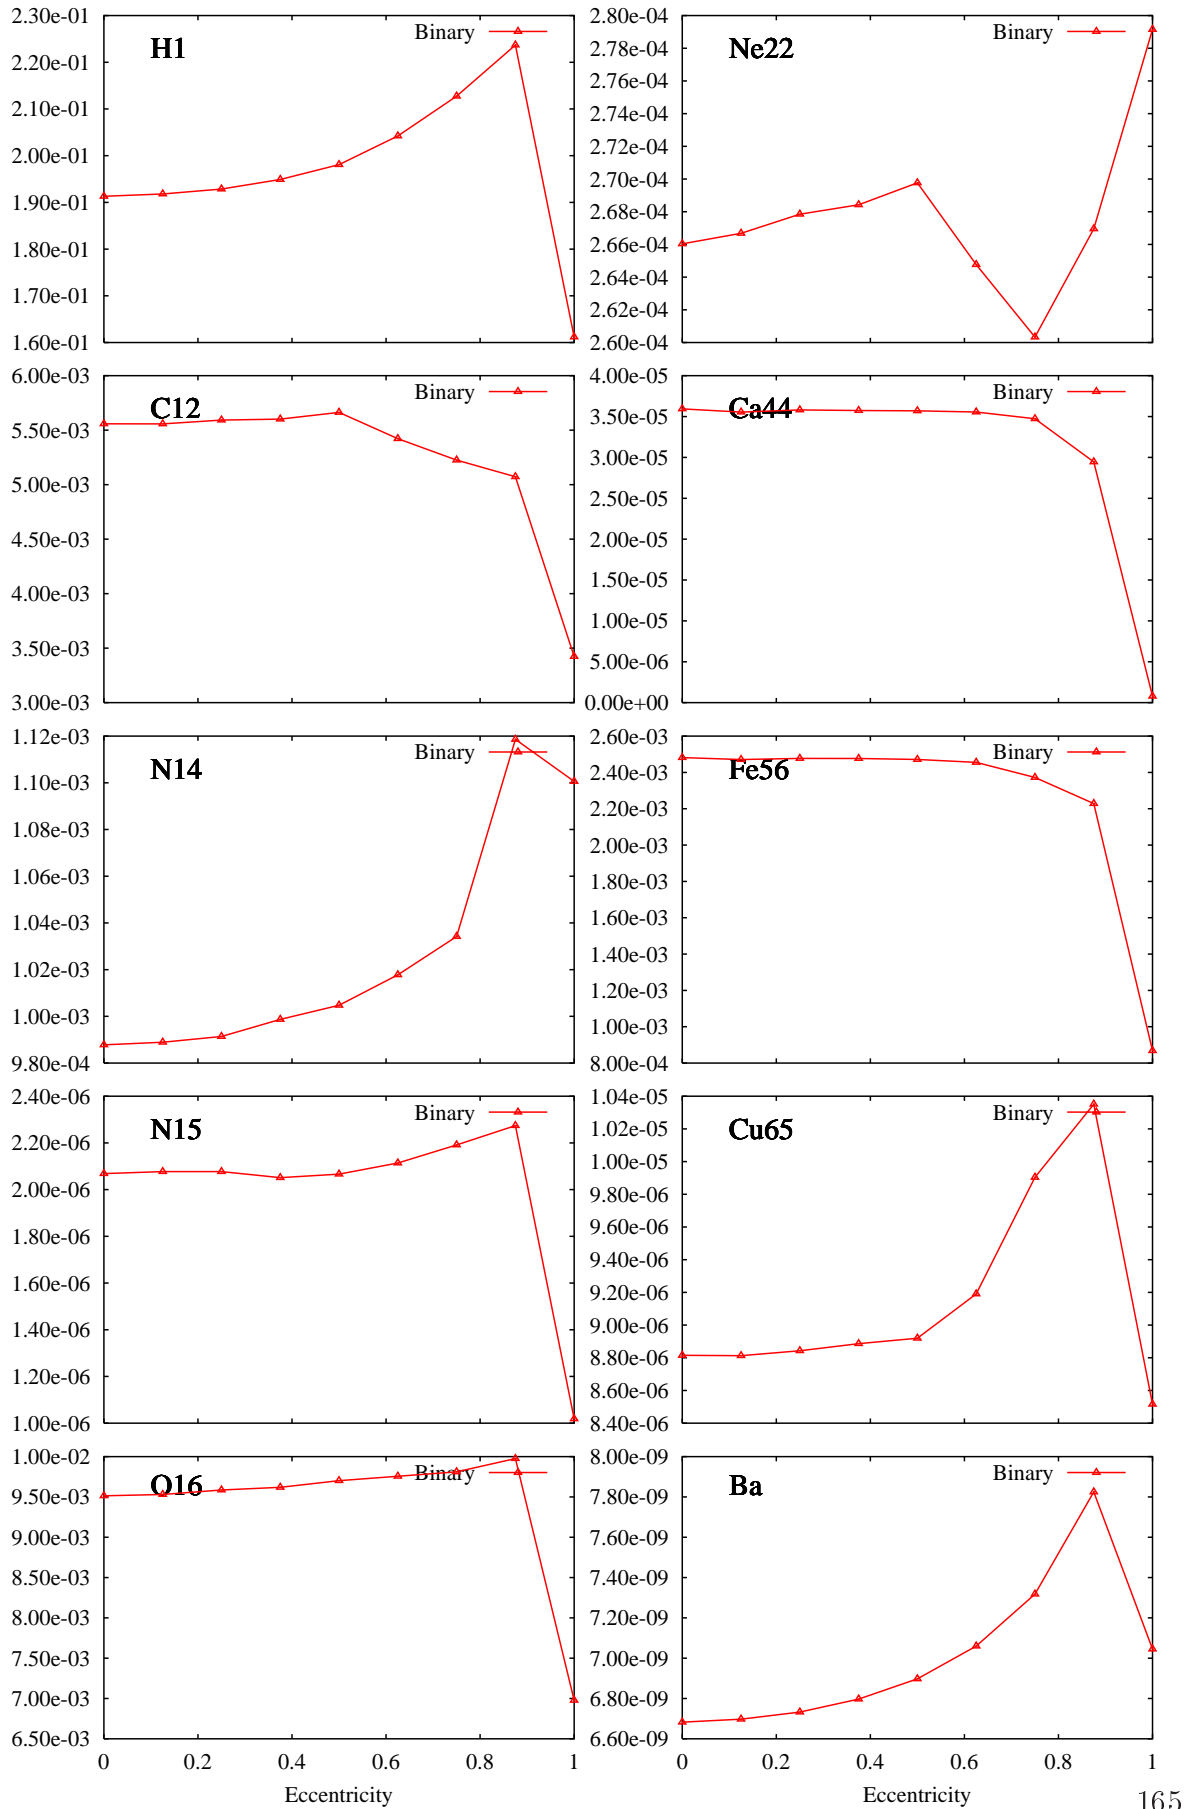 2.30e-01
2.20e-01
2.10e-01
2.00e-01
1.90e-01
1.80e-01
1.70e-01
1.60e-01
H1
Binary
2.80e-04
2.78e-04
2.76e-04
2.74e-04
2.72e-04
2.70e-04
2.68e-04
2.66e-04
2.64e-04
2.62e-04
2.60e-04
Ne22
Binary
6.00e-03
5.50e-03
5.00e-03
4.50e-03
4.00e-03
3.50e-03
3.00e-03
C12
Binary
4.00e-05
3.50e-05
3.00e-05
2.50e-05
2.00e-05
1.50e-05
1.00e-05
5.00e-06
0.00e+00
Ca44
Binary
1.12e-03
1.10e-03
1.08e-03
1.06e-03
1.04e-03
1.02e-03
1.00e-03
9.80e-04
N14
Binary
2.60e-03
2.40e-03
2.20e-03
2.00e-03
1.80e-03
1.60e-03
1.40e-03
1.20e-03
1.00e-03
8.00e-04
Fe56
Binary
2.40e-06
2.20e-06
2.00e-06
1.80e-06
1.60e-06
1.40e-06
1.20e-06
1.00e-06
N15
Binary
1.04e-05
1.02e-05
1.00e-05
9.80e-06
9.60e-06
9.40e-06
9.20e-06
9.00e-06
8.80e-06
8.60e-06
8.40e-06
Cu65
Binary
1.00e-02
9.50e-03
9.00e-03
8.50e-03
8.00e-03
7.50e-03
7.00e-03
6.50e-03
O16
Binary
0 0.2 0.4 0.6 0.8 1
Eccentricity
8.00e-09
7.80e-09
7.60e-09
7.40e-09
7.20e-09
7.00e-09
6.80e-09
6.60e-09
Ba
Binary
0 0.2 0.4 0.6 0.8 1
Eccentricity
165